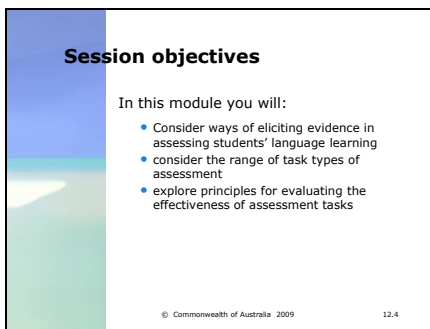 Session objectives
In this module you will:
• Consider ways of eliciting evidence in
assessing students' language learning
• consider the range of task types of
assessment
• explore principles for evaluating the
effectiveness of assessment tasks
© Commonwealth of Australia 2009 12.4